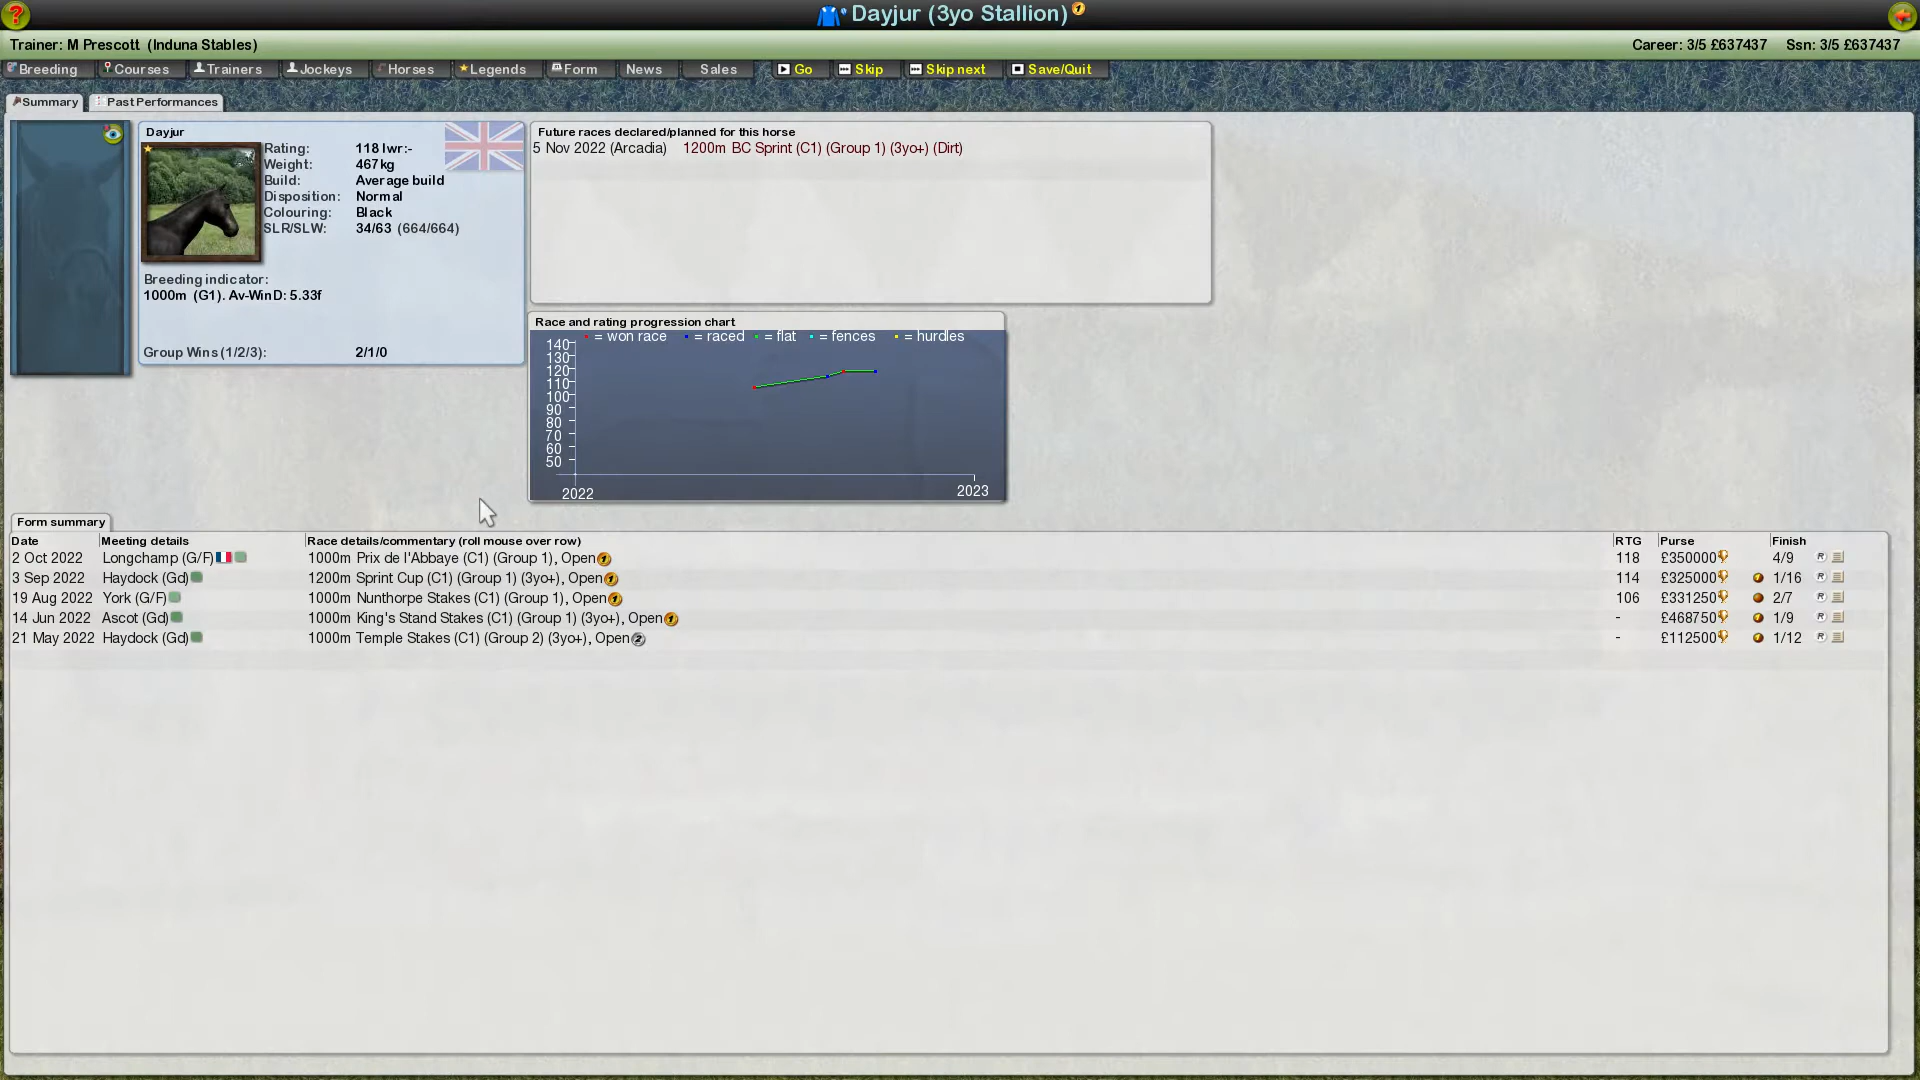 Dayjur (3yo Stallion)
Trainer: M Prescott (Induna Stables)
Career: 3/5 £637437 Ssn: 3/5 £637437
Breeding Courses Trainers Jockeys Horses Legends Form News Sales Go Skip Skip next Save/Quit
Summary Past Performances
Dayjur
Rating: 118 lwr:-
Weight: 467kg
Build: Average build
Disposition: Normal
Colouring: Black
SLR/SLW: 34/63 (664/664)
Breeding indicator:
1000m (G1). Av-WinD: 5.33f
Group Wins (1/2/3): 2/1/0
Future races declared/planned for this horse
5 Nov 2022 (Arcadia) 1200m BC Sprint (C1) (Group 1) (3yo+) (Dirt)
Race and rating progression chart
= won race = raced = flat = fences = hurdles
140
130
120
110
100
90
80
70
60
50
2022 2023
Form summary
Date Meeting details Race details/commentary (roll mouse over row) RTG Purse Finish
2 Oct 2022 Longchamp (G/F) 1000m Prix de l'Abbaye (C1) (Group 1), Open 1 118 £350000 4/9 R
3 Sep 2022 Haydock (Gd) 1200m Sprint Cup (C1) (Group 1) (3yo+), Open 1 114 £325000 1/16 R
19 Aug 2022 York (G/F) 1000m Nunthorpe Stakes (C1) (Group 1), Open 1 106 £331250 2/7 R
14 Jun 2022 Ascot (Gd) 1000m King's Stand Stakes (C1) (Group 1) (3yo+), Open 1 - £468750 1/9 R
21 May 2022 Haydock (Gd) 1000m Temple Stakes (C1) (Group 2) (3yo+), Open 2 - £112500 1/12 R